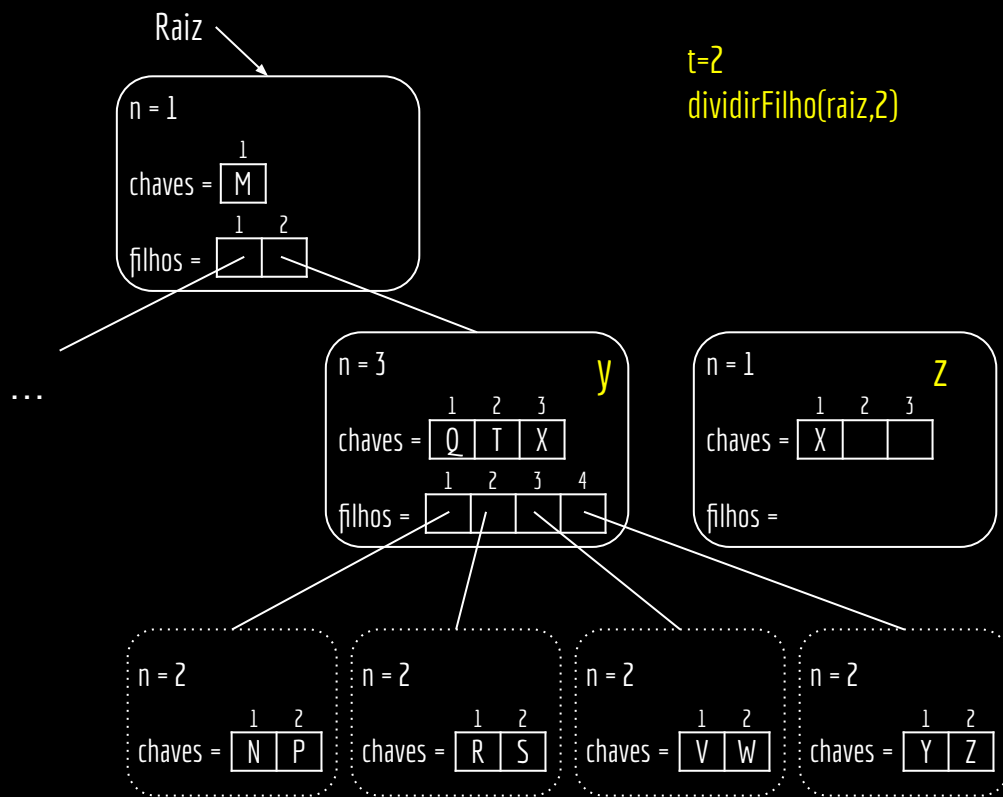 Raiz
t=2
dividirFilho(raiz,2)
n = 1
1
chaves = M
1 2
filhos =
...
n = 3 y
1 2 3
chaves = Q T X
1 2 3 4
filhos =
n = 1 z
1 2 3
chaves = X
filhos =
n = 2
1 2
chaves = N P
n = 2
1 2
chaves = R S
n = 2
1 2
chaves = V W
n = 2
1 2
chaves = Y Z